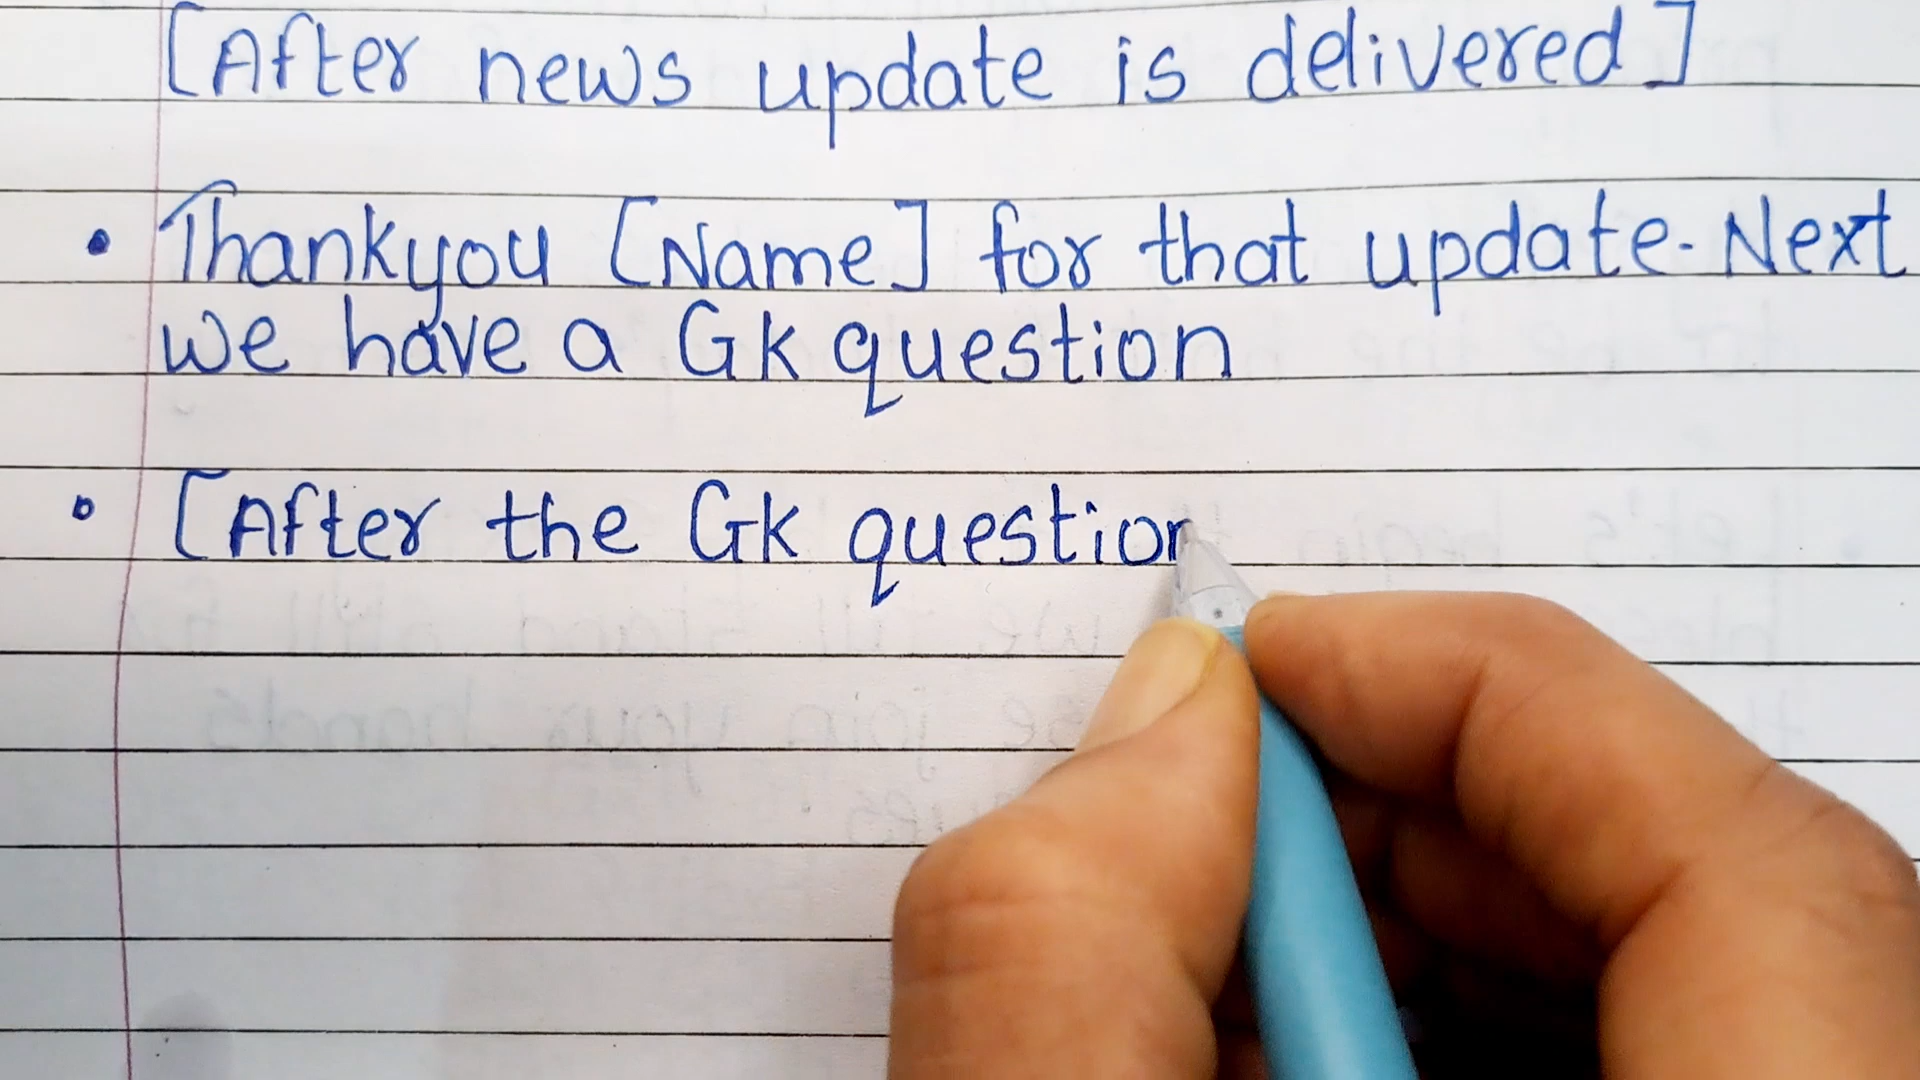 [After news update is delivered]
• Thankyou [Name] for that update. Next
we have a GK question
• [After the GK question